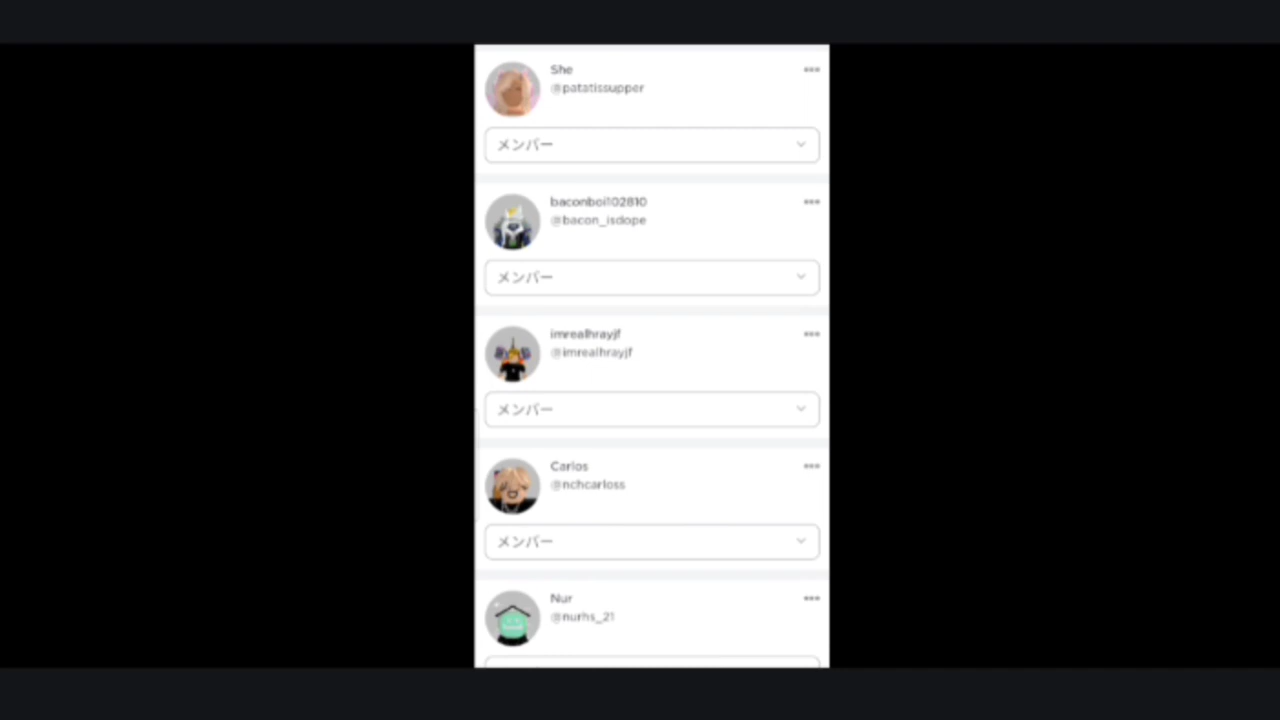 She
@patatissupper
メンバー
baconboi102810
@bacon_isdope
メンバー
imrealhrayjf
@imrealhrayjf
メンバー
Carlos
@nchcarloss
メンバー
Nur
@nurhs_21